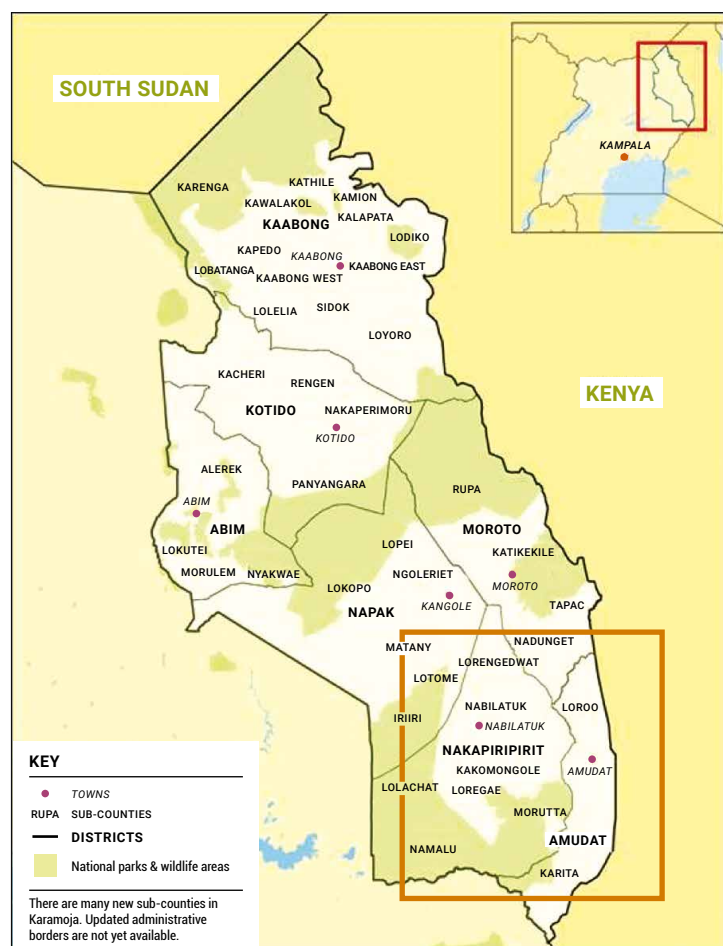 SOUTH SUDAN
KAMPALA
KARENGA
KATHILE
KAWALAKOL
KAMION
KAABONG
KALAPATA
LODIKO
KAPEDO
KAABONG
LOBATANGA
KAABONG EAST
KAABONG WEST
LOLELIA
SIDOK
LOYORO
KACHERI
RENGEN
KENYA
KOTIDO
NAKAPERIMORU
KOTIDO
ALEREK
PANYANGARA
RUPA
ABIM
ABIM
MOROTO
LOKUTEI
LOPEI
KATIKEKILE
MORULEM
NYAKWAE
NGOLERIET
MOROTO
LOKOPO
KANGOLE
TAPAC
NAPAK
MATANY
NADUNGET
LORENGEDWAT
LOTOME
NABILATUK
LOROO
IRIIRI
NABILATUK
NAKAPIRIPIRIT
AMUDAT
KAKOMONGOLE
LOLACHAT
LOREGAE
MORUTTA
AMUDAT
NAMALU
KARITA
KEY
TOWNS
RUPA SUB-COUNTIES
DISTRICTS
National parks & wildlife areas
There are many new sub-counties in
Karamoja. Updated administrative
borders are not yet available.